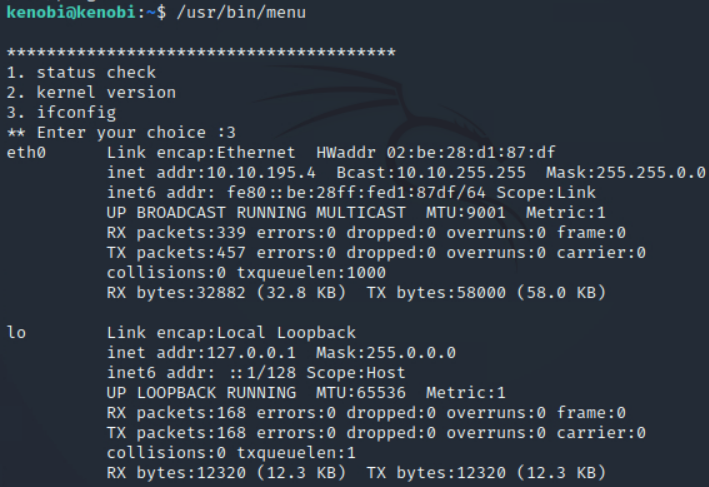 kenobi@kenobi:~$ /usr/bin/menu
***************************************
1. status check
2. kernel version
3. ifconfig
** Enter your choice :3
eth0      Link encap:Ethernet  HWaddr 02:be:28:d1:87:df
          inet addr:10.10.195.4  Bcast:10.10.255.255  Mask:255.255.0.0
          inet6 addr: fe80::be:28ff:fed1:87df/64 Scope:Link
          UP BROADCAST RUNNING MULTICAST  MTU:9001  Metric:1
          RX packets:339 errors:0 dropped:0 overruns:0 frame:0
          TX packets:457 errors:0 dropped:0 overruns:0 carrier:0
          collisions:0 txqueuelen:1000
          RX bytes:32882 (32.8 KB)  TX bytes:58000 (58.0 KB)
lo        Link encap:Local Loopback
          inet addr:127.0.0.1  Mask:255.0.0.0
          inet6 addr: ::1/128 Scope:Host
          UP LOOPBACK RUNNING  MTU:65536  Metric:1
          RX packets:168 errors:0 dropped:0 overruns:0 frame:0
          TX packets:168 errors:0 dropped:0 overruns:0 carrier:0
          collisions:0 txqueuelen:1
          RX bytes:12320 (12.3 KB)  TX bytes:12320 (12.3 KB)